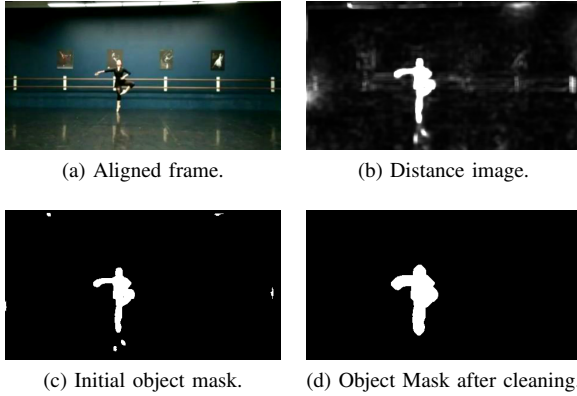 (a) Aligned frame.
(b) Distance image.
(c) Initial object mask.
(d) Object Mask after cleaning.